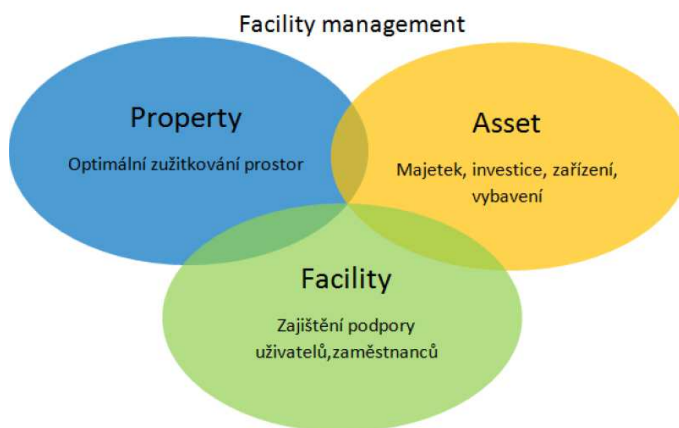 Facility management
Property
Optimální zužitkování prostor
Asset
Majetek, investice, zařízení,
vybavení
Facility
Zajištění podpory
uživatelů,zaměstnanců